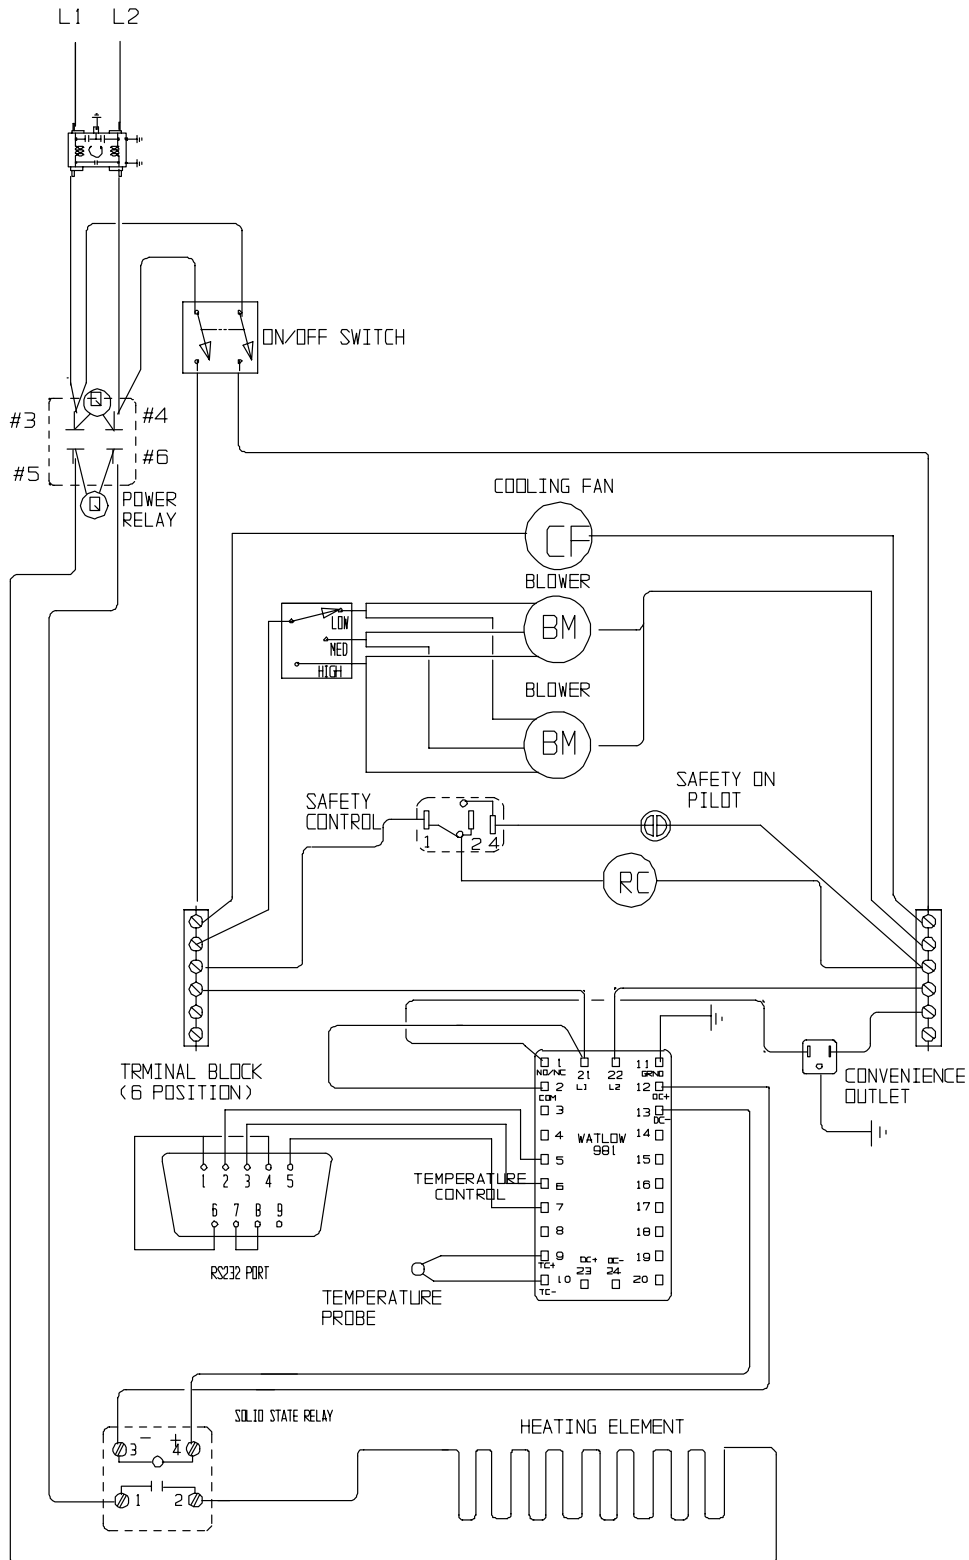 L1 L2
ON/OFF SWITCH
#3 #4
#5 #6
POWER
RELAY
COOLING FAN
CF
BLOWER
BM
LOW
MED
HIGH
BLOWER
BM
SAFETY
CONTROL
1 2 4
SAFETY ON
PILOT
RC
TRMINAL BLOCK
(6 POSITION)
CONVENIENCE
OUTLET
1 21 22 11
NO/NC L1 L2 GRND
2 12
COM DC+
3 13
DC-
4 14
WATLOW
981
5 15
6 16
7 17
8 18
9 19
TC+ DC+ DC-
23 24
10 20
TC-
TEMPERATURE
CONTROL
1 2 3 4 5
6 7 8 9
RS232 PORT
TEMPERATURE
PROBE
SOLID STATE RELAY
- +
3 4
1 2
HEATING ELEMENT